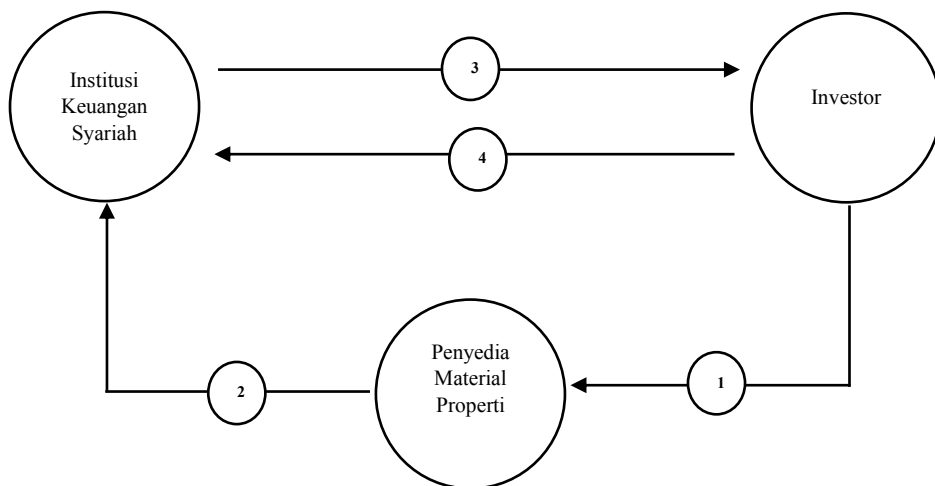 Institusi
Keuangan
Syariah
3
Investor
4
Penyedia
Material
Properti
2
1